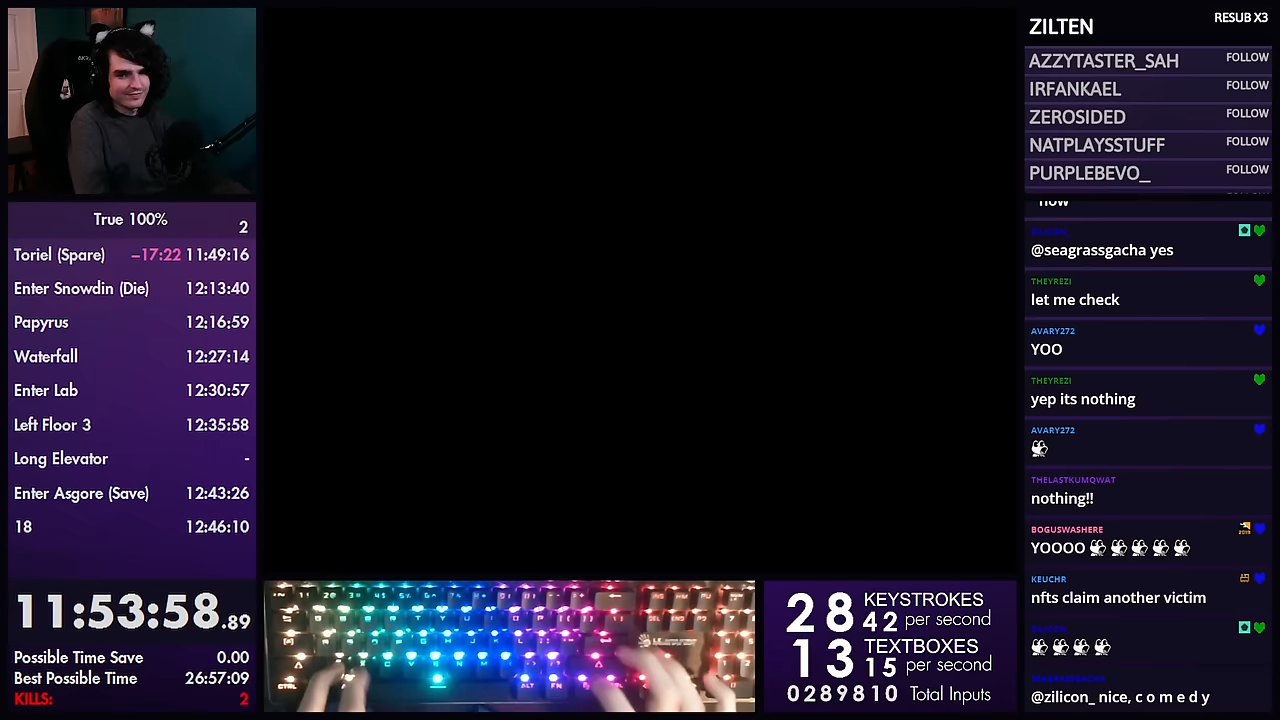 True 100%
2
Toriel (Spare) −17:22 11:49:16
Enter Snowdin (Die) 12:13:40
Papyrus 12:16:59
Waterfall 12:27:14
Enter Lab 12:30:57
Left Floor 3 12:35:58
Long Elevator -
Enter Asgore (Save) 12:43:26
18 12:46:10
11:53:58.89
Possible Time Save 0.00
Best Possible Time 26:57:09
KILLS: 2
28 KEYSTROKES
42 per second
13 TEXTBOXES
15 per second
0289810 Total Inputs
ZILTEN RESUB X3
AZZYTASTER_SAH FOLLOW
IRFANKAEL FOLLOW
ZEROSIDED FOLLOW
NATPLAYSSTUFF FOLLOW
PURPLEBEVO_ FOLLOW
now
@seagrassgacha yes
THEYREZI
let me check
AVARY272
YOO
THEYREZI
yep its nothing
AVARY272
THELASTKUMQWAT
nothing!!
BOGUSWASHERE
YOOOO
KEUCHR
nfts claim another victim
@zilicon_ nice, c o m e d y